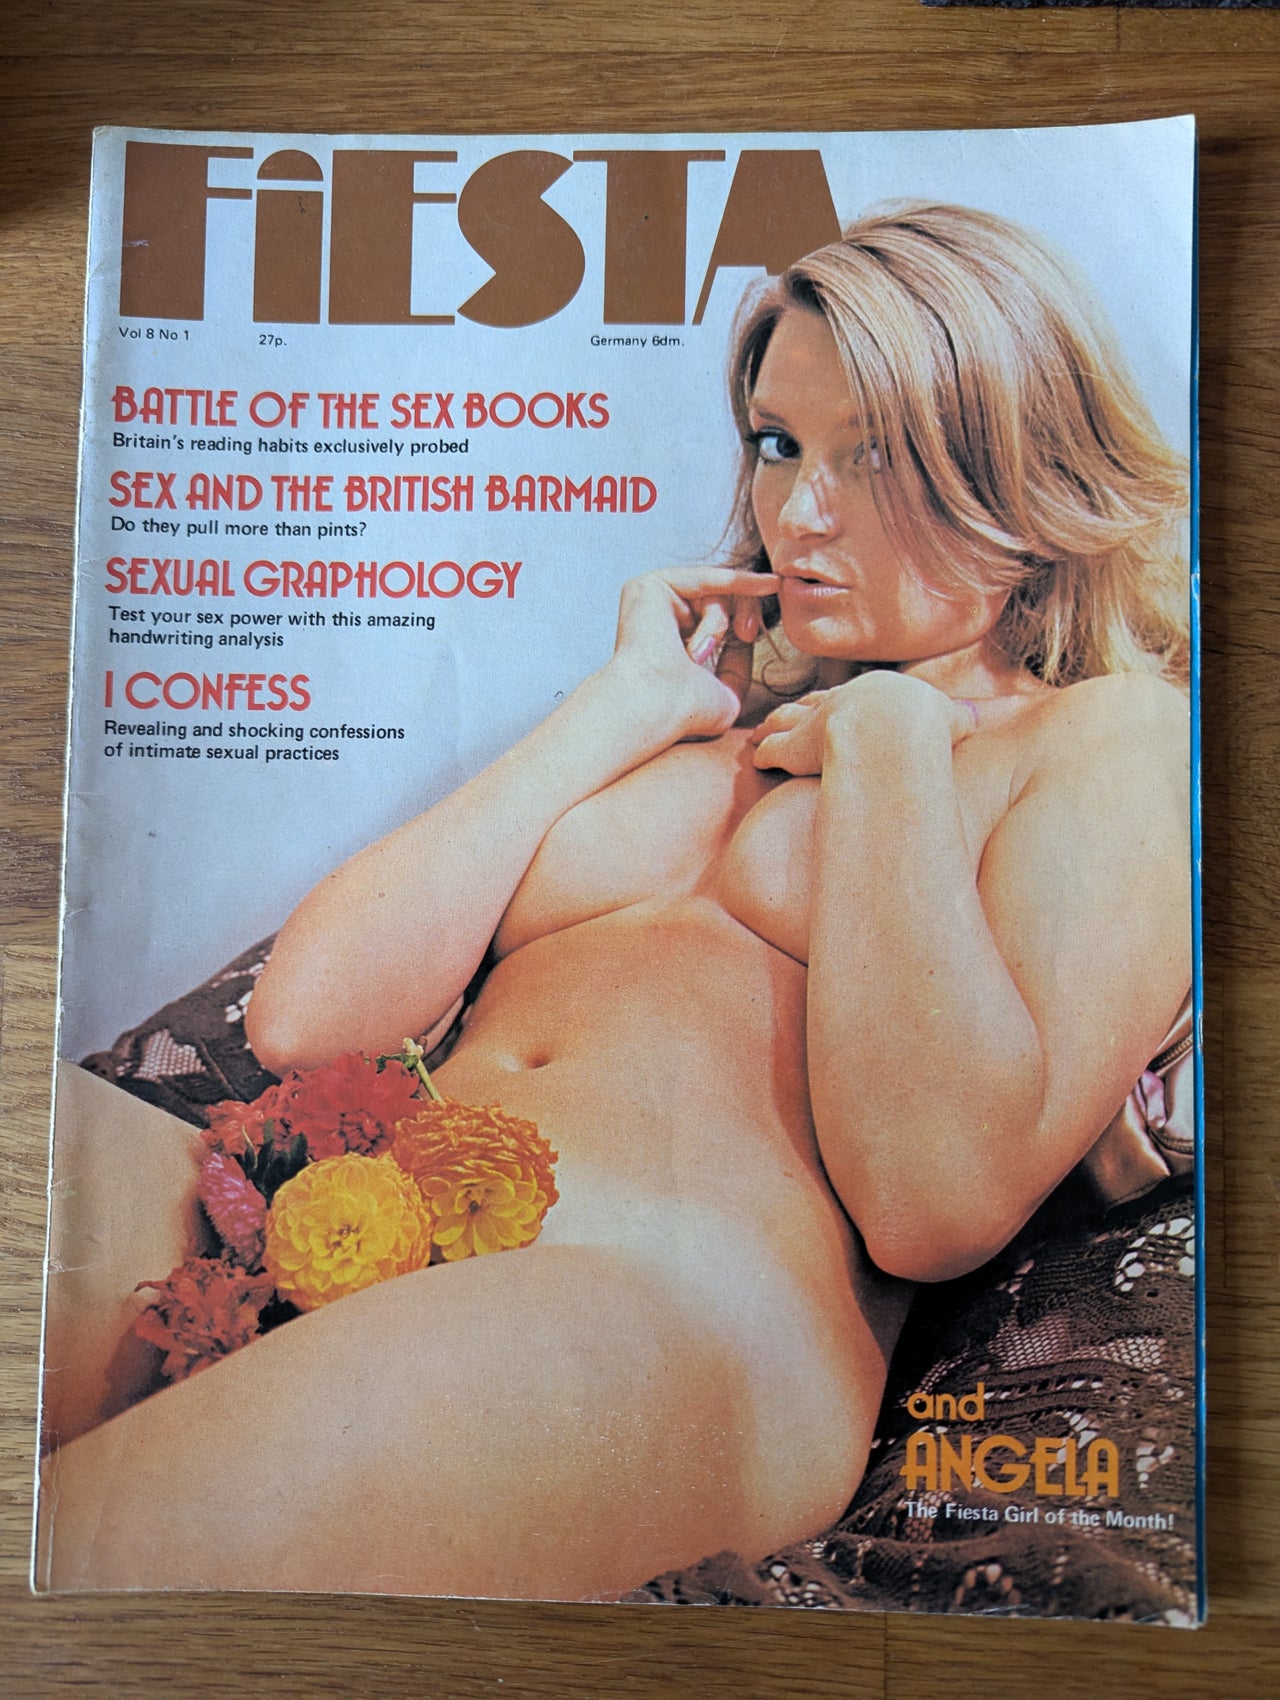 FiESTA
Vol 8 No 1 27p. Germany 6dm.
BATTLE OF THE SEX BOOKS
Britain's reading habits exclusively probed
SEX AND THE BRITISH BARMAID
Do they pull more than pints?
SEXUAL GRAPHOLOGY
Test your sex power with this amazing
handwriting analysis
I CONFESS
Revealing and shocking confessions
of intimate sexual practices
and
ANGELA
The Fiesta Girl of the Month!